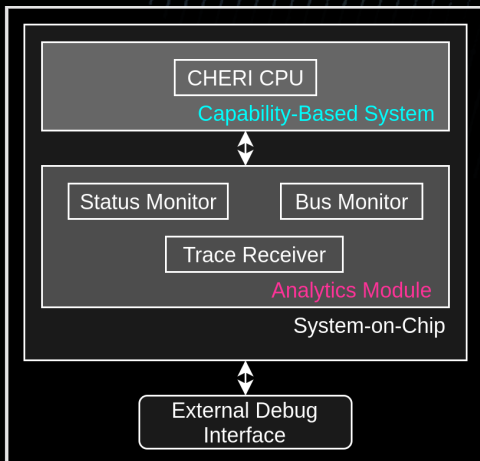 CHERI CPU
Capability-Based System
Status Monitor
Bus Monitor
Trace Receiver
Analytics Module
System-on-Chip
External Debug
Interface